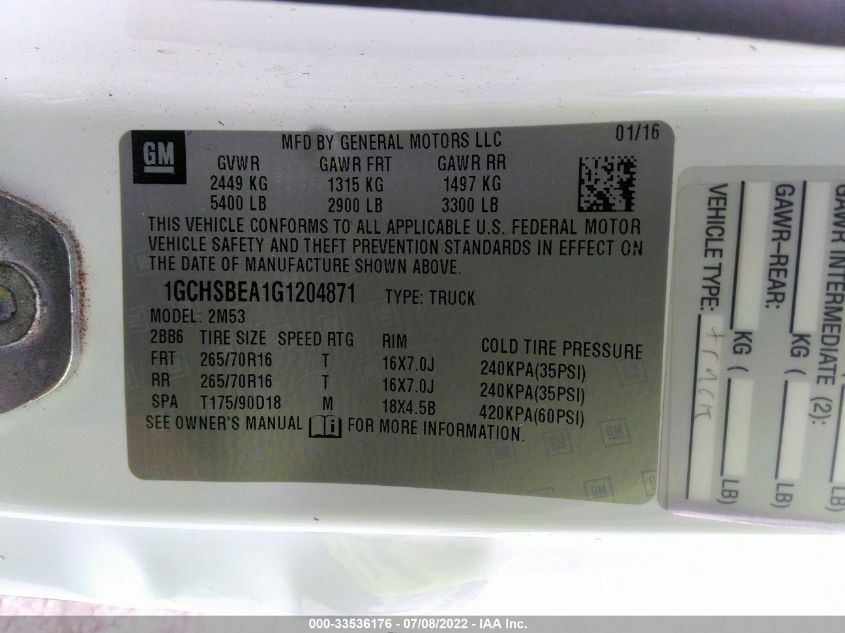 GM
MFD BY GENERAL MOTORS LLC
01/16
GVWR GAWR FRT GAWR RR
2449 KG 1315 KG 1497 KG
5400 LB 2900 LB 3300 LB
THIS VEHICLE CONFORMS TO ALL APPLICABLE U.S. FEDERAL MOTOR
VEHICLE SAFETY AND THEFT PREVENTION STANDARDS IN EFFECT ON
THE DATE OF MANUFACTURE SHOWN ABOVE.
1GCHSBEA1G1204871 TYPE: TRUCK
MODEL: 2M53
2BB6 TIRE SIZE SPEED RTG RIM COLD TIRE PRESSURE
FRT 265/70R16 T 16X7.0J 240KPA(35PSI)
RR 265/70R16 T 16X7.0J 240KPA(35PSI)
SPA T175/90D18 M 18X4.5B 420KPA(60PSI)
SEE OWNER'S MANUAL FOR MORE INFORMATION.
GAWR INTERMEDIATE (2):
LB)
GAWR-REAR:
KG ( LB)
VEHICLE TYPE: truck
KG ( LB)
000-33536176 - 07/08/2022 - IAA Inc.